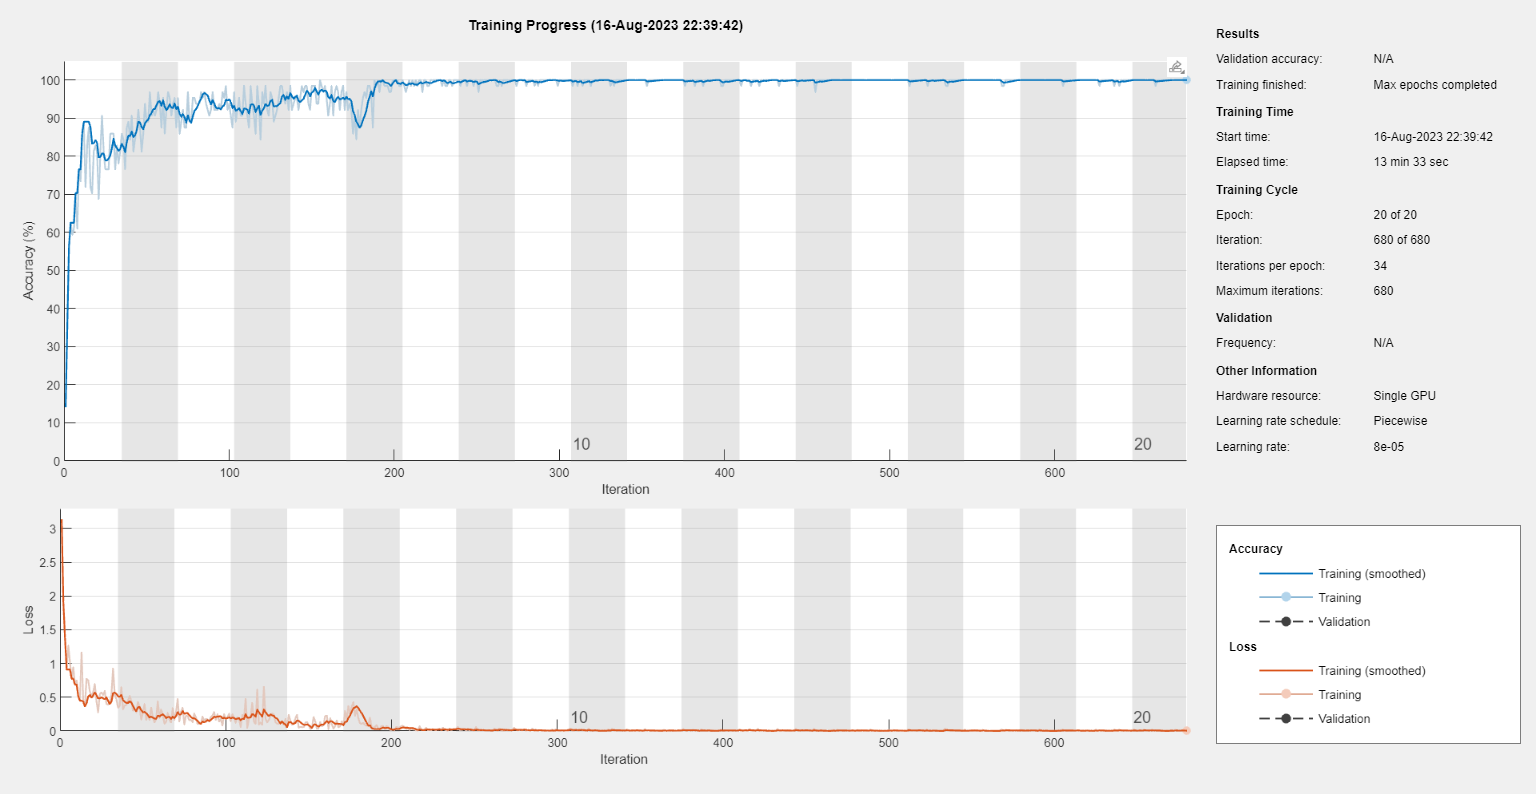 Training Progress (16-Aug-2023 22:39:42)
100
90
80
70
60
50
40
30
20
10
0
Accuracy (%)
10
20
0
100
200
300
400
500
600
Iteration
3
2.5
2
1.5
1
0.5
0
Loss
10
20
0
100
200
300
400
500
600
Iteration
Results
Validation accuracy: N/A
Training finished: Max epochs completed
Training Time
Start time: 16-Aug-2023 22:39:42
Elapsed time: 13 min 33 sec
Training Cycle
Epoch: 20 of 20
Iteration: 680 of 680
Iterations per epoch: 34
Maximum iterations: 680
Validation
Frequency: N/A
Other Information
Hardware resource: Single GPU
Learning rate schedule: Piecewise
Learning rate: 8e-05
Accuracy
Training (smoothed)
Training
Validation
Loss
Training (smoothed)
Training
Validation